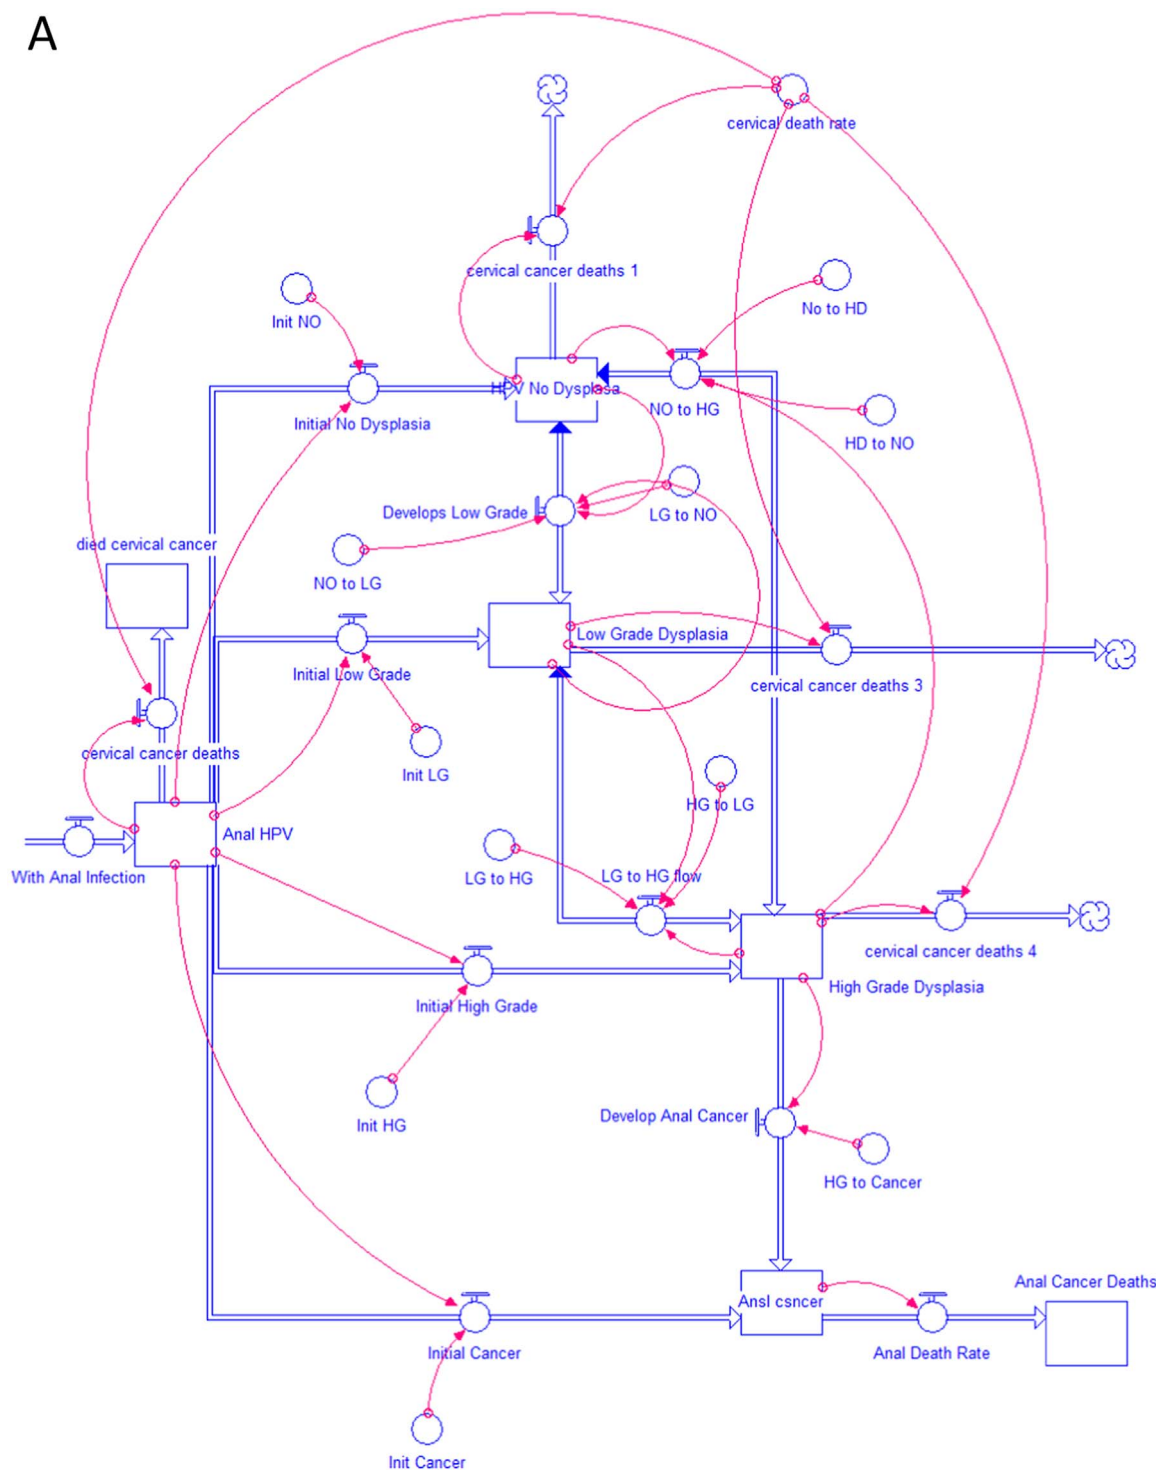 A
cervical death rate
cervical cancer deaths 1
No to HD
Init NO
HPV No Dysplasa
NO to HG
Initial No Dysplasia
HD to NO
Develops Low Grade
LG to NO
died cervical cancer
NO to LG
Low Grade Dysplasia
Initial Low Grade
cervical cancer deaths 3
cervical cancer deaths
Init LG
HG to LG
Anal HPV
With Anal Infection
LG to HG
LG to HG flow
cervical cancer deaths 4
High Grade Dysplasia
Initial High Grade
Develop Anal Cancer
Init HG
HG to Cancer
Anal Cancer Deaths
Ansl csncer
Initial Cancer
Anal Death Rate
Init Cancer